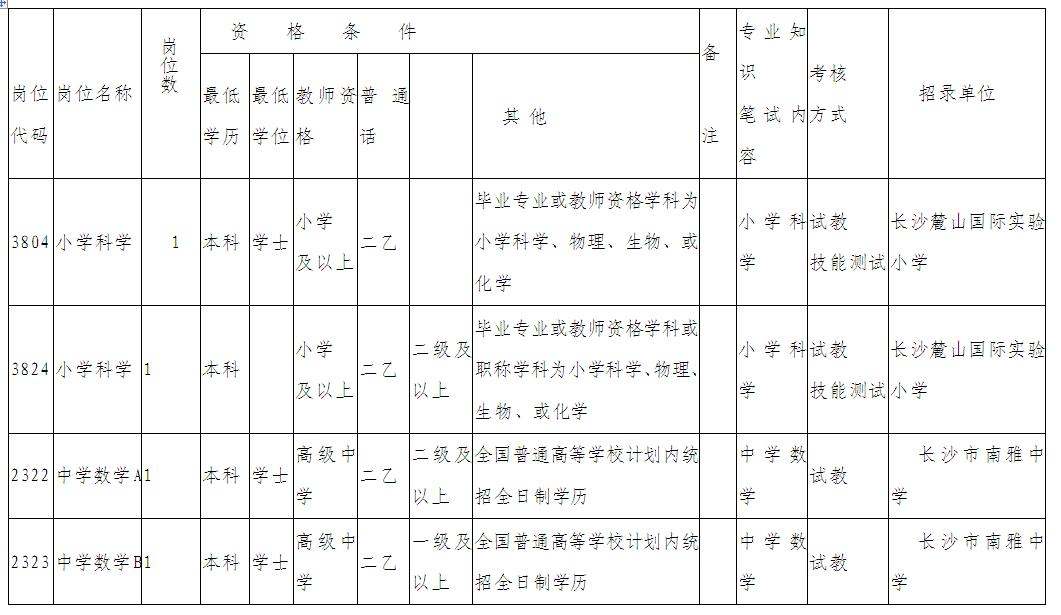 资 格 条 件
岗位
代码
岗位名称
岗
位
数
最低
学历
最低
学位
教师资
格
普 通
话
其 他
备
注
专 业 知
识
笔 试 内
容
考核
方式
招录单位
3804
小学科学
1
本科
学士
小学
及以上
二乙
毕业专业或教师资格学科为
小学科学、物理、生物、或
化学
小 学 科
学
试教
技能测试
长沙麓山国际实验
小学
3824
小学科学
1
本科
小学
及以上
二乙
二级及
以上
毕业专业或教师资格学科或
职称学科为小学科学、物理、
生物、或化学
小 学 科
学
试教
技能测试
长沙麓山国际实验
小学
2322
中学数学A
1
本科
学士
高级中
学
二乙
二级及
以上
全国普通高等学校计划内统
招全日制学历
中 学 数
学
试教
长沙市南雅中
学
2323
中学数学B
1
本科
学士
高级中
学
二乙
一级及
以上
全国普通高等学校计划内统
招全日制学历
中 学 数
学
试教
长沙市南雅中
学